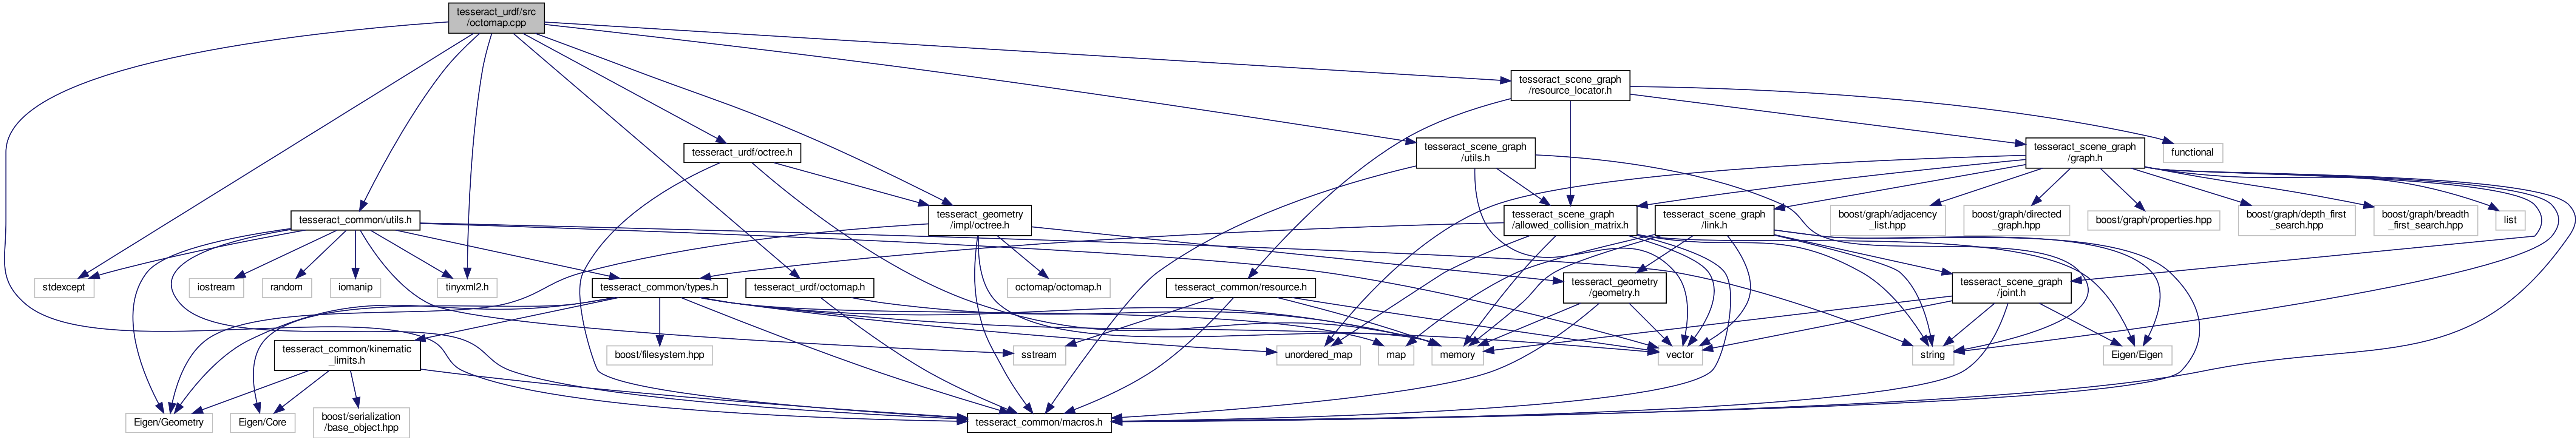 tesseract_urdf/src
/octomap.cpp
tesseract_scene_graph
/resource_locator.h
tesseract_urdf/octree.h
tesseract_scene_graph
/utils.h
tesseract_scene_graph
/graph.h
functional
tesseract_common/utils.h
tesseract_geometry
/impl/octree.h
tesseract_scene_graph
/allowed_collision_matrix.h
tesseract_scene_graph
/link.h
boost/graph/adjacency
_list.hpp
boost/graph/directed
_graph.hpp
boost/graph/properties.hpp
boost/graph/depth_first
_search.hpp
boost/graph/breadth
_first_search.hpp
list
stdexcept
iostream
random
iomanip
tinyxml2.h
tesseract_common/types.h
tesseract_urdf/octomap.h
octomap/octomap.h
tesseract_common/resource.h
tesseract_geometry
/geometry.h
tesseract_scene_graph
/joint.h
tesseract_common/kinematic
_limits.h
boost/filesystem.hpp
sstream
unordered_map
map
memory
vector
string
Eigen/Eigen
Eigen/Geometry
Eigen/Core
boost/serialization
/base_object.hpp
tesseract_common/macros.h